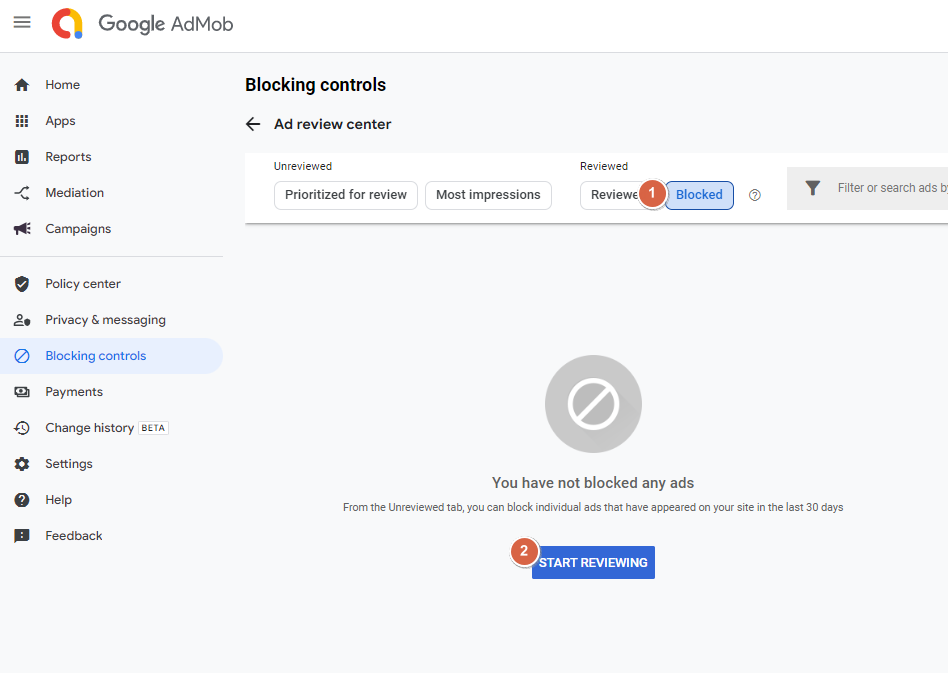 Google AdMob
Home
Apps
Reports
Mediation
Campaigns
Policy center
Privacy & messaging
Blocking controls
Payments
Change history BETA
Settings
Help
Feedback
Blocking controls
Ad review center
Unreviewed
Prioritized for review
Most impressions
Reviewed
Reviewe
1
Blocked
?
Filter or search ads by
You have not blocked any ads
From the Unreviewed tab, you can block individual ads that have appeared on your site in the last 30 days
2
START REVIEWING